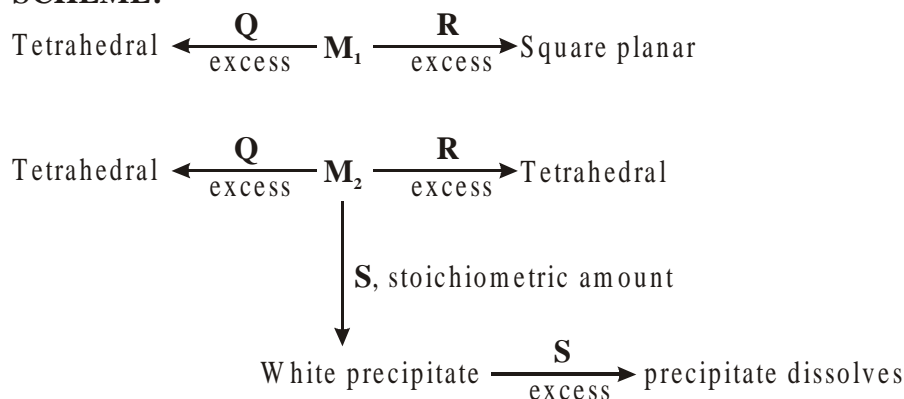 SCHEME:
Tetrahedral Q excess M₁ R excess Square planar
Tetrahedral Q excess M₂ R excess Tetrahedral
S, stoichiometric amount
White precipitate S excess precipitate dissolves